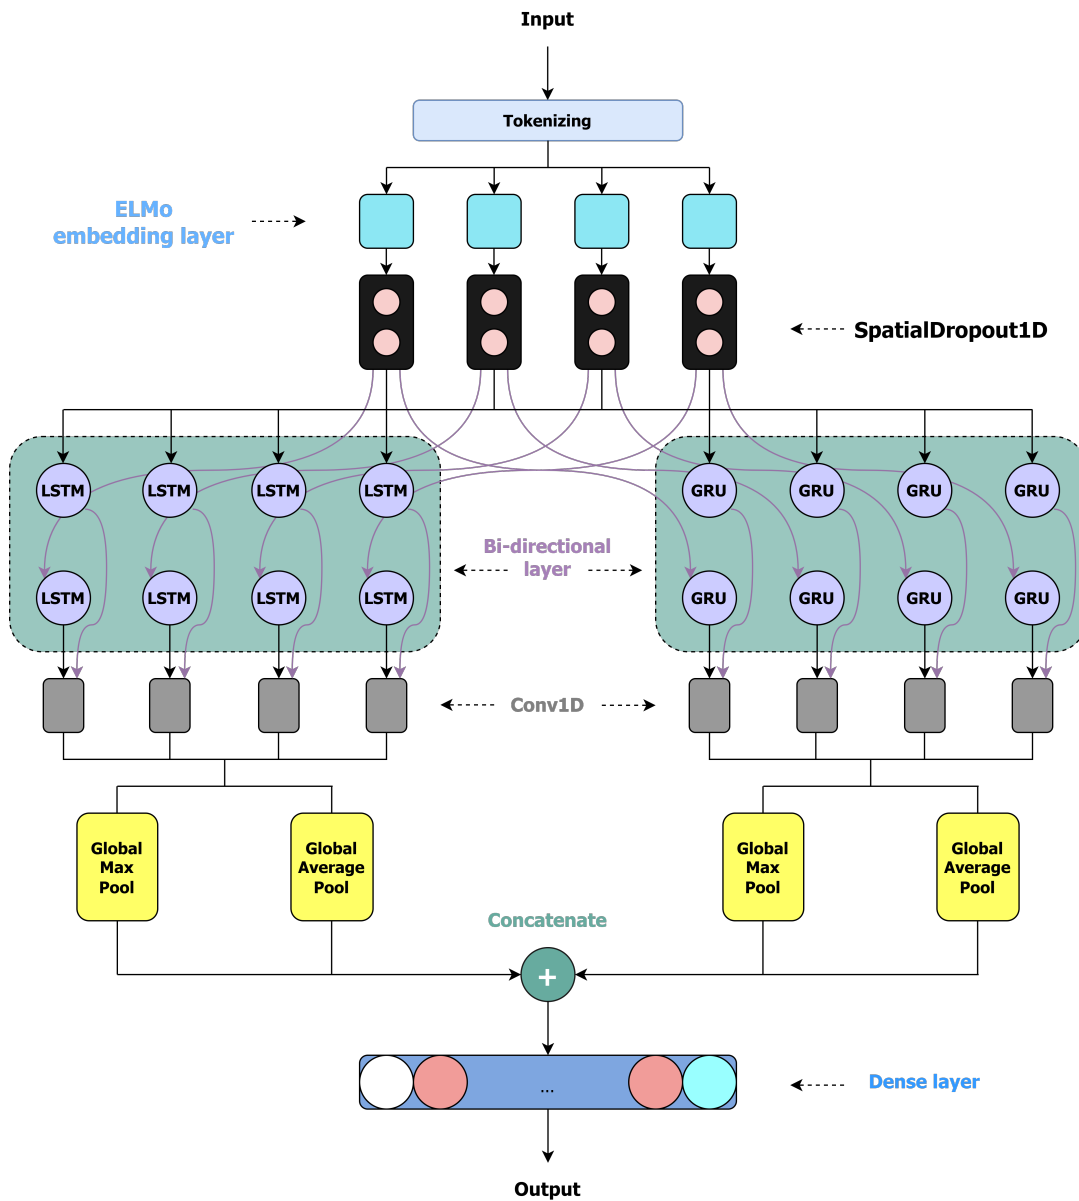 Input
Tokenizing
ELMo
embedding layer
SpatialDropout1D
LSTM LSTM LSTM LSTM GRU GRU GRU GRU
Bi-directional
layer
LSTM LSTM LSTM LSTM GRU GRU GRU GRU
Conv1D
Global
Max
Pool
Global
Average
Pool
Global
Max
Pool
Global
Average
Pool
Concatenate
+
...
Dense layer
Output